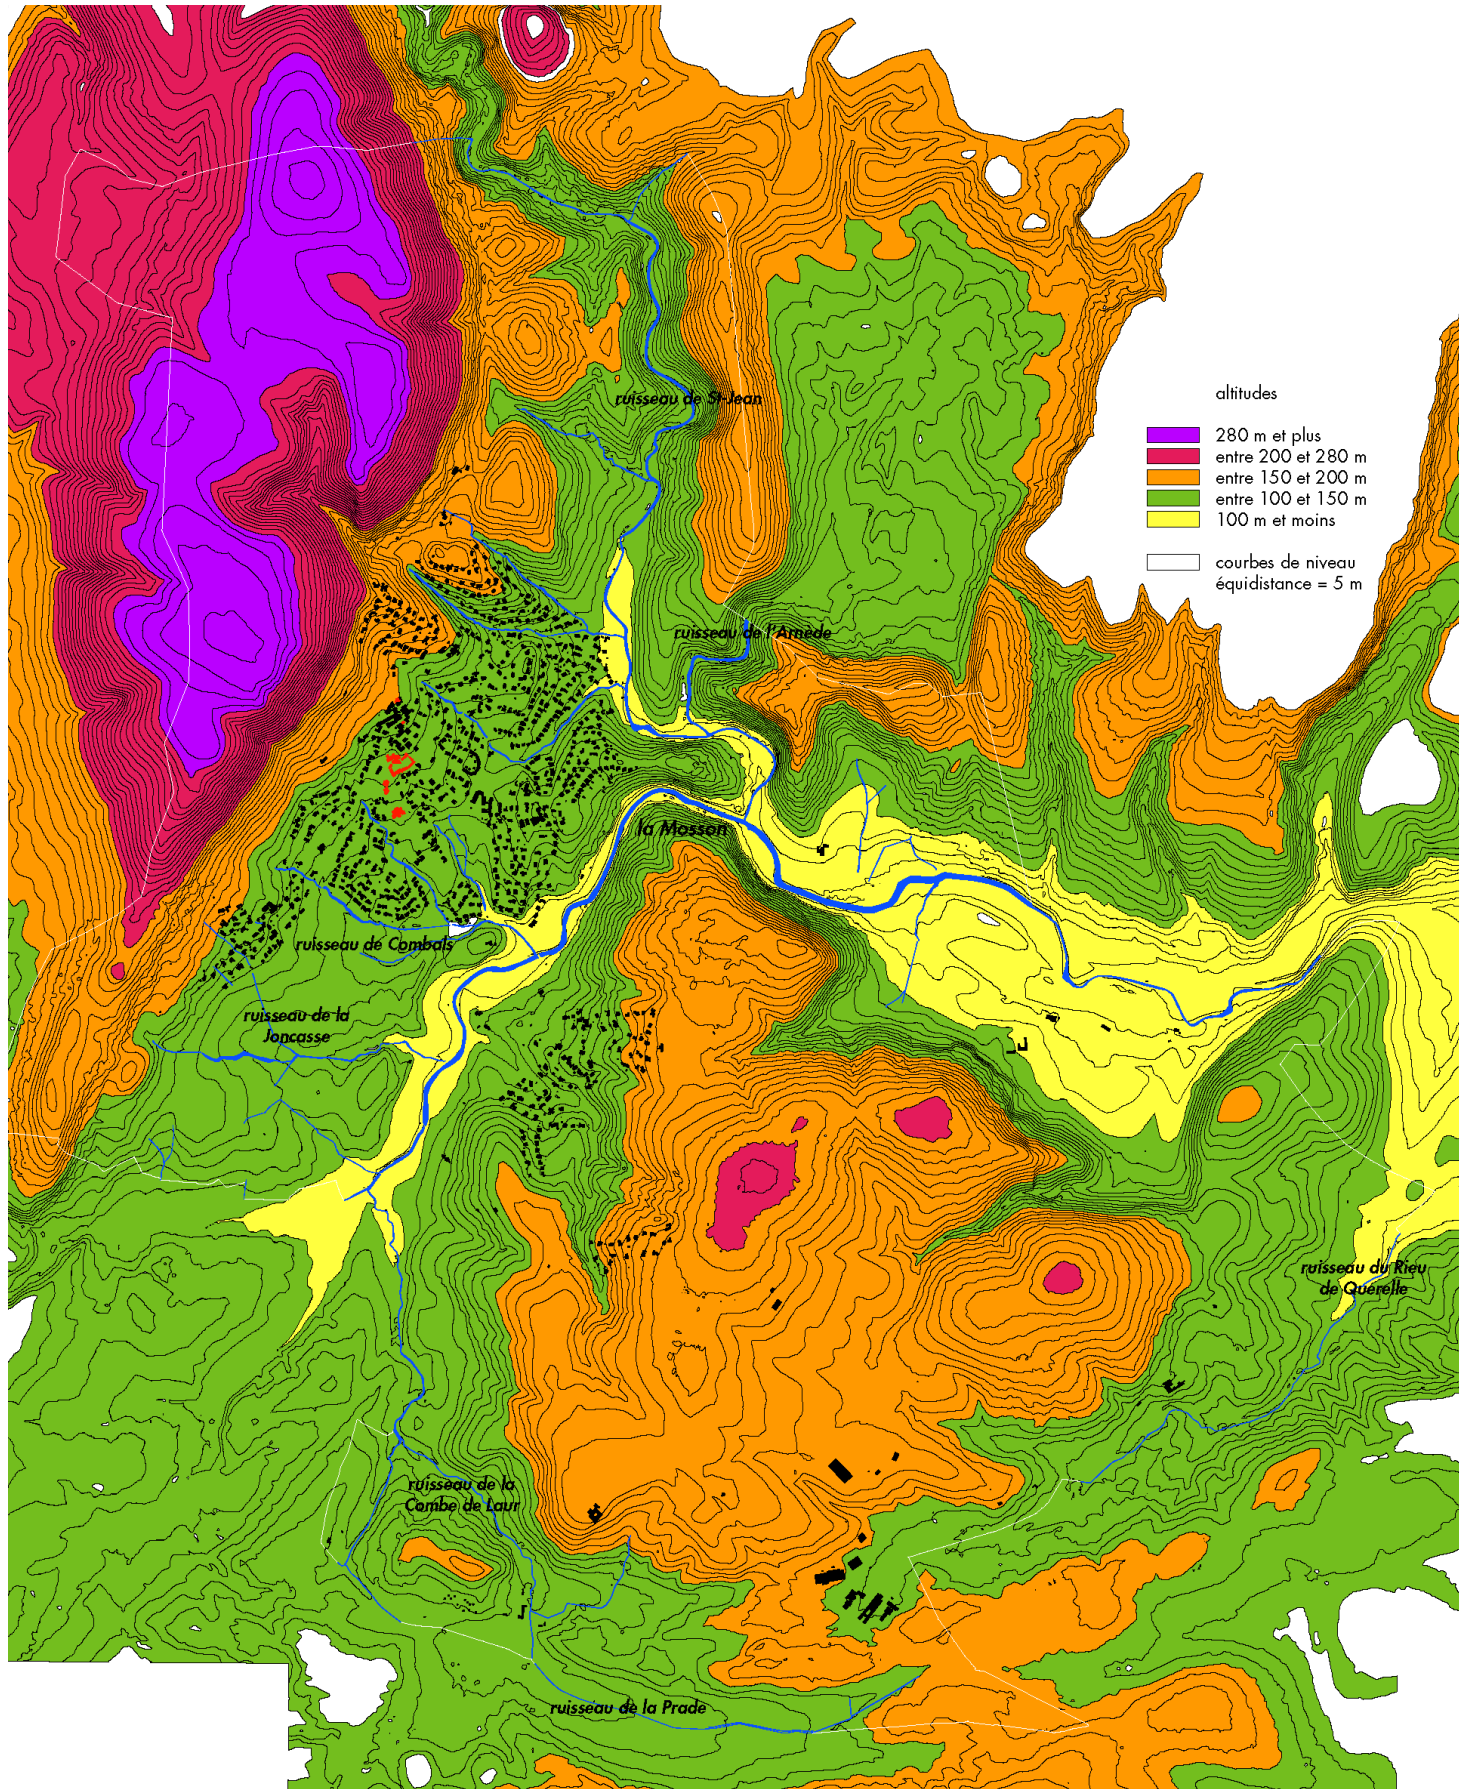 ruisseau de St-Jean
altitudes
280 m et plus
entre 200 et 280 m
entre 150 et 200 m
entre 100 et 150 m
100 m et moins
courbes de niveau
équidistance = 5 m
ruisseau de l'Arnède
la Mosson
ruisseau de Combals
ruisseau de la
Joncasse
ruisseau du Rieu
de Querelle
ruisseau de la
Combe de Laur
ruisseau de la Prade